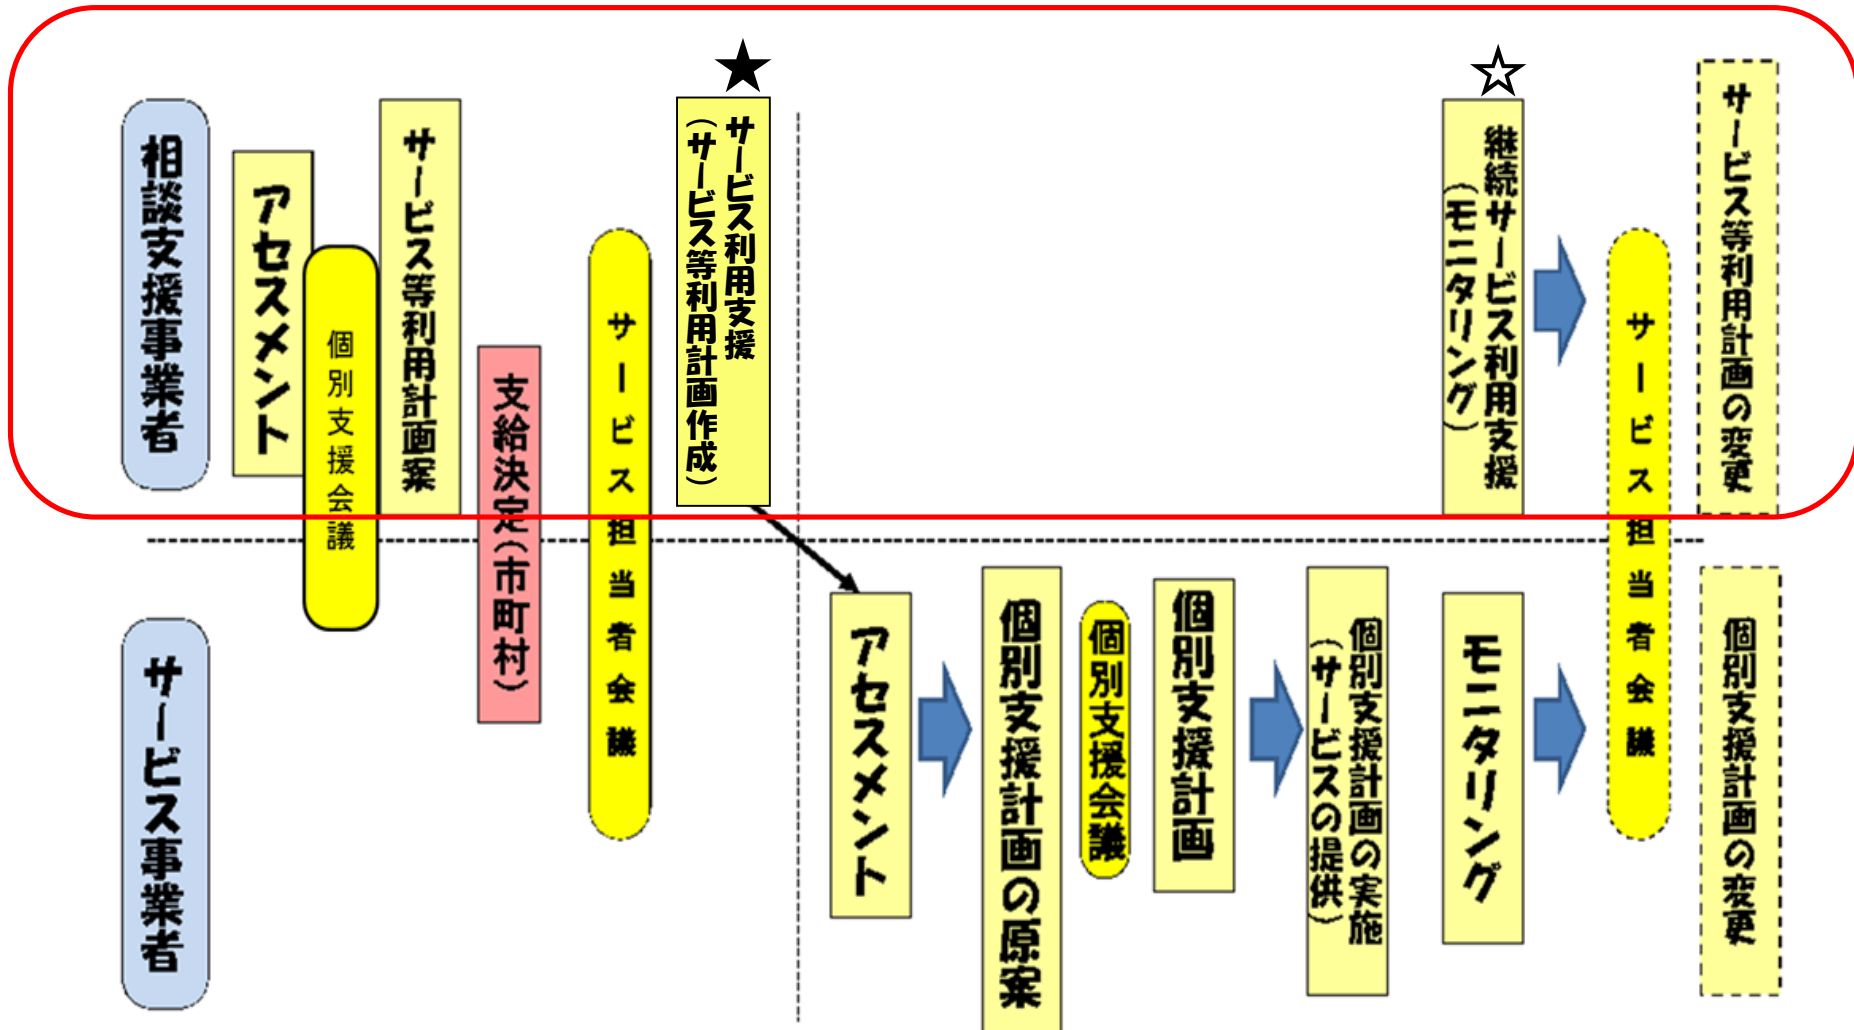 ★
☆
相談支援事業者
アセスメント
個別支援会議
サービス等利用計画案
支給決定(市町村)
サービス担当者会議
サービス利用支援
(サービス等利用計画作成)
継続サービス利用支援
(モニタリング)
サービス担当者会議
サービス等利用計画の変更
サービス事業者
アセスメント
個別支援計画の原案
個別支援会議
個別支援計画
個別支援計画の実施
(サービスの提供)
モニタリング
個別支援計画の変更